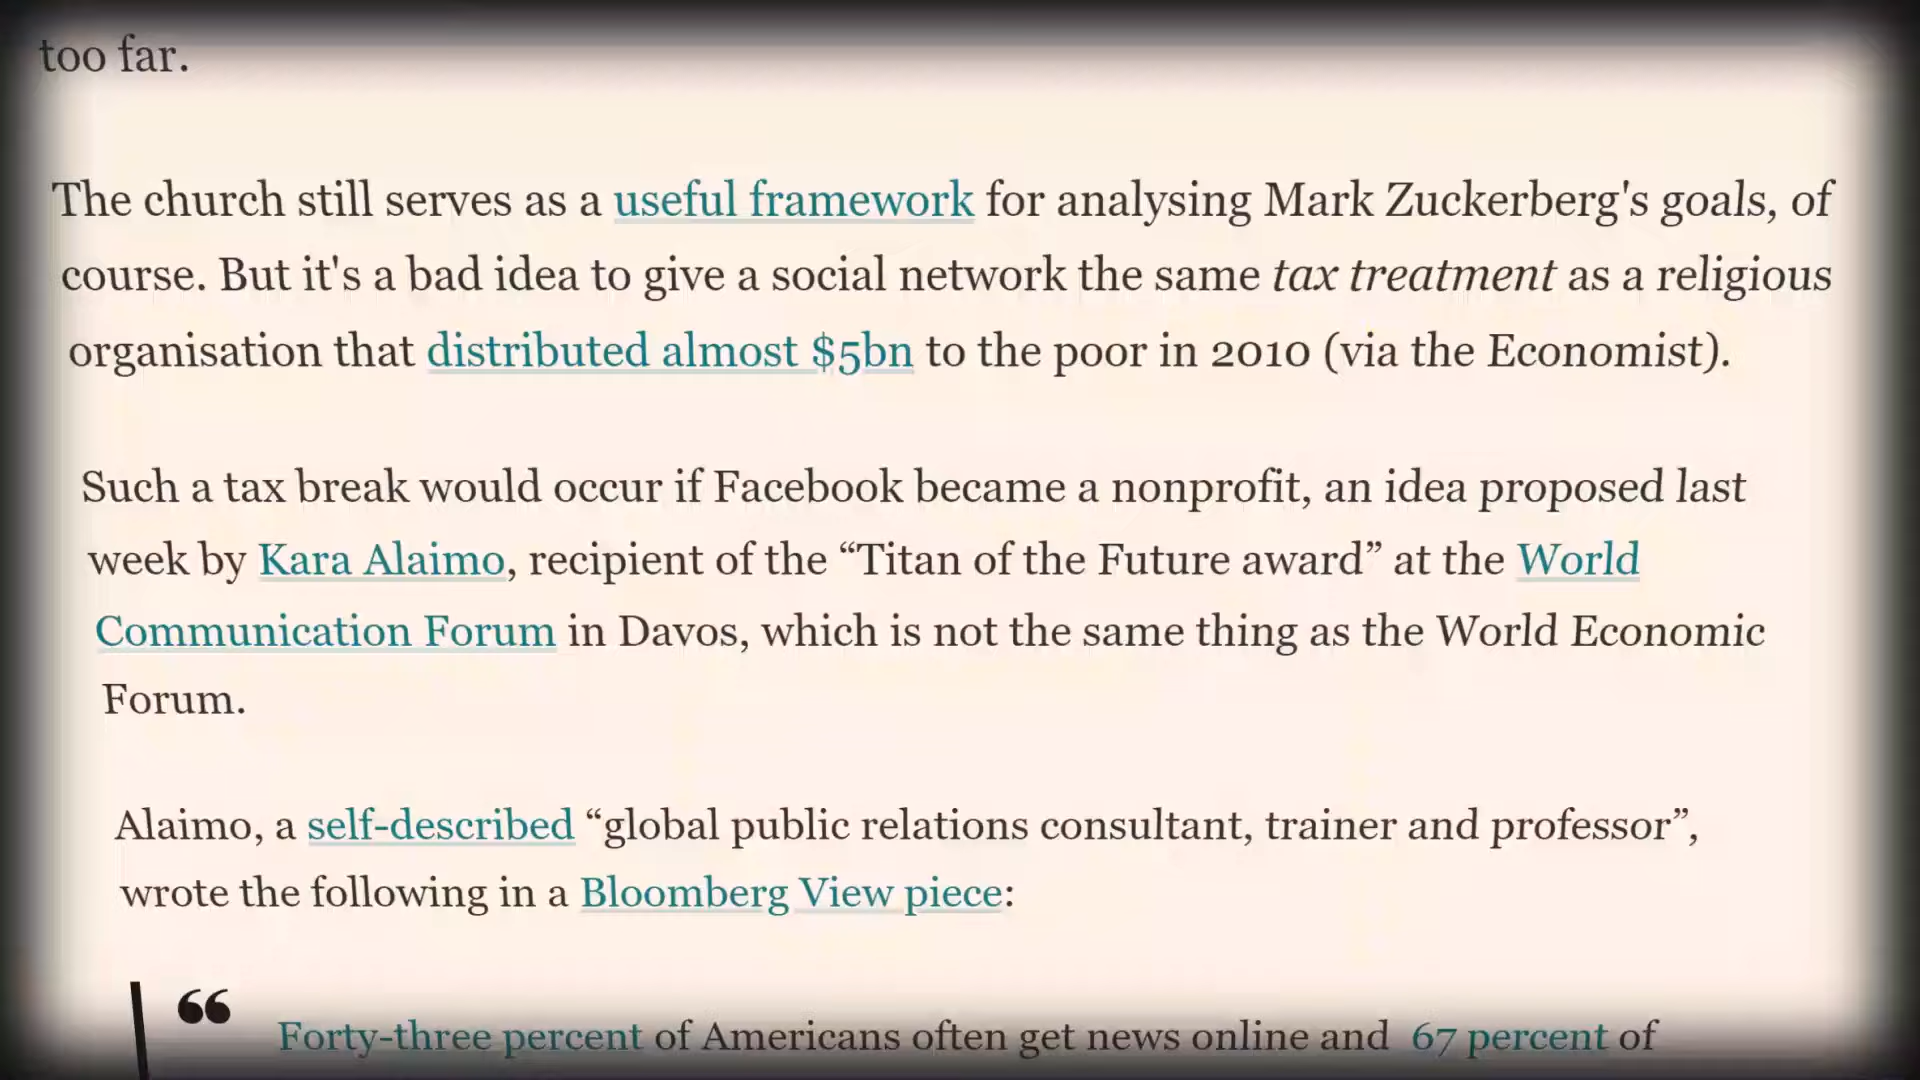 too far.
The church still serves as a useful framework for analysing Mark Zuckerberg's goals, of
course. But it's a bad idea to give a social network the same tax treatment as a religious
organisation that distributed almost $5bn to the poor in 2010 (via the Economist).
Such a tax break would occur if Facebook became a nonprofit, an idea proposed last
week by Kara Alaimo, recipient of the “Titan of the Future award” at the World
Communication Forum in Davos, which is not the same thing as the World Economic
Forum.
Alaimo, a self-described “global public relations consultant, trainer and professor”,
wrote the following in a Bloomberg View piece:
“
Forty-three percent of Americans often get news online and 67 percent of